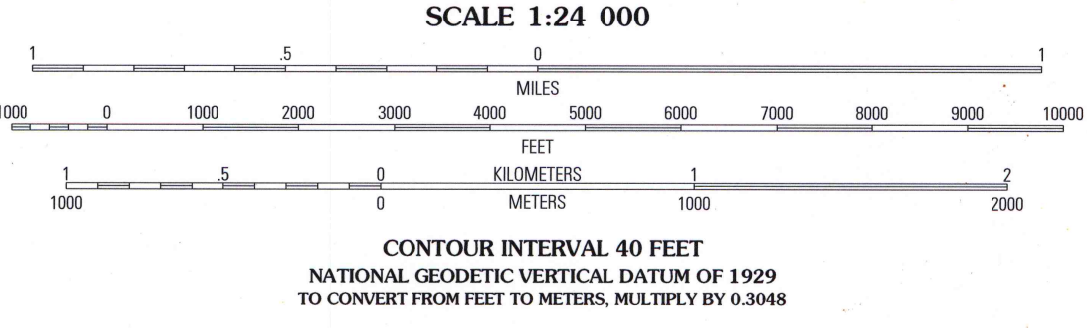 SCALE 1:24 000
1 .5 0 1
MILES
1000 0 1000 2000 3000 4000 5000 6000 7000 8000 9000 10000
FEET
1 .5 0 KILOMETERS 1 2
1000 0 METERS 1000 2000
CONTOUR INTERVAL 40 FEET
NATIONAL GEODETIC VERTICAL DATUM OF 1929
TO CONVERT FROM FEET TO METERS, MULTIPLY BY 0.3048